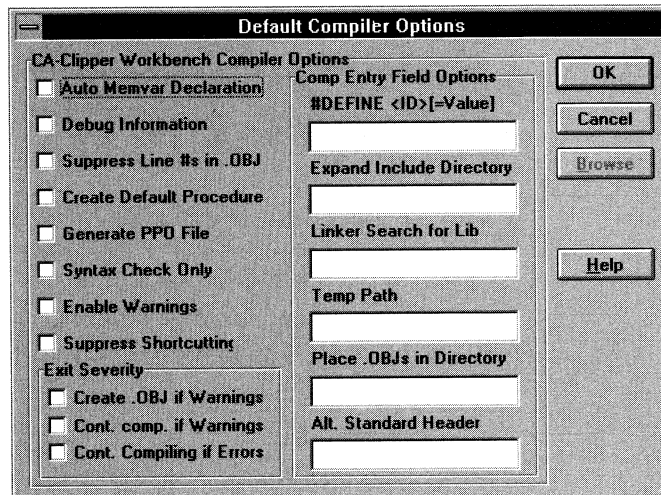 Default Compiler Options
CA-Clipper Workbench Compiler Options
Auto Memvar Declaration
Debug Information
Suppress Line #s in .OBJ
Create Default Procedure
Generate PPO File
Syntax Check Only
Enable Warnings
Suppress Shortcutting
Exit Severity
Create .OBJ if Warnings
Cont. comp. if Warnings
Cont. Compiling if Errors
Comp Entry Field Options
#DEFINE <ID>[=Value]
Expand Include Directory
Linker Search for Lib
Temp Path
Place .OBJs in Directory
Alt. Standard Header
OK
Cancel
Browse
Help